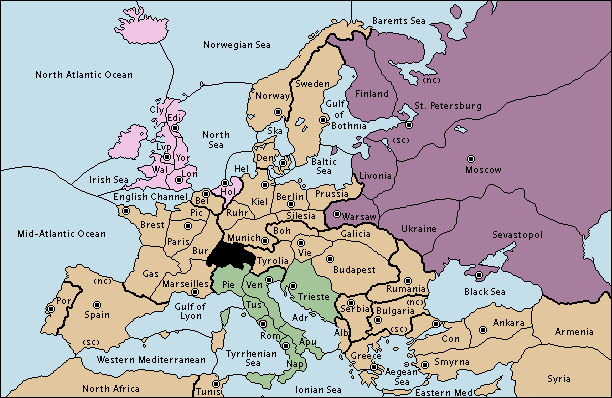 Barents Sea
Norwegian Sea
North Atlantic Ocean
Sweden
(nc)
Norway
Finland
St. Petersburg
Cly
Edi
Gulf
of
Bothnia
North
Sea
Ska
(sc)
Lvp
Yor
Den
Baltic
Sea
Moscow
Irish Sea
Wal
Lon
Hel
Livonia
Hol
Kiel
Berlin
Prussia
English Channel
Bel
Ruhr
Silesia
Warsaw
Pic
Brest
Ukraine
Sevastopol
Mid-Atlantic Ocean
Paris
Munich
Boh
Galicia
Bur
Vie
Tyrolia
Budapest
Gas
Marseilles
Pie
Ven
Trieste
Rumania
Black Sea
(nc)
Por
Spain
Gulf of
Lyon
Tus
Adr
Serbia
(nc)
Bulgaria
(sc)
Rom
Alb
Apu
Con
Ankara
Armenia
(sc)
Western Mediterranean
Tyrrhenian
Sea
Nap
Greece
Aegean
Sea
Smyrna
North Africa
Tunis
Ionian Sea
Eastern Med
Syria